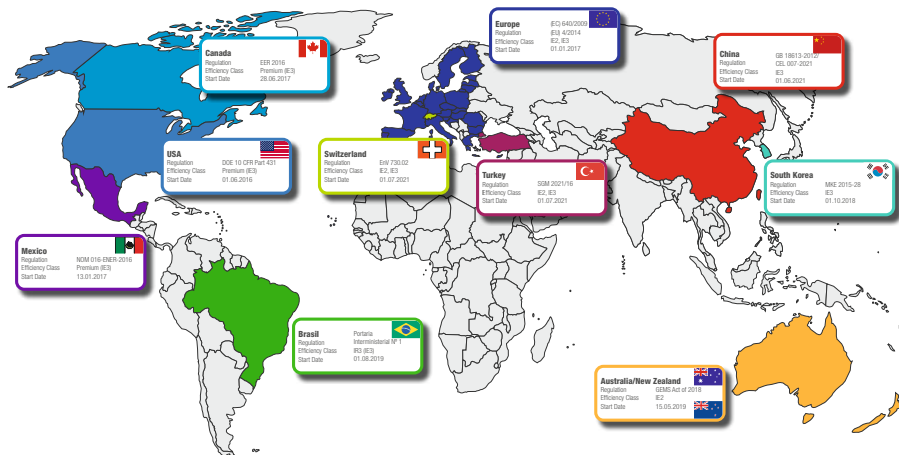 Canada
Regulation EER 2016
Efficiency Class Premium (IE3)
Start Date 28.06.2017
Europe (EC) 640/2009
Regulation (EU) 4/2014
Efficiency Class IE2, IE3
Start Date 01.01.2017
China GB 18613-2012/
Regulation CEL 007-2021
Efficiency Class IE3
Start Date 01.06.2021
USA
Regulation DOE 10 CFR Part 431
Efficiency Class Premium (IE3)
Start Date 01.06.2016
Switzerland
Regulation EnV 730.02
Efficiency Class IE2, IE3
Start Date 01.07.2021
Turkey
Regulation SGM 2021/16
Efficiency Class IE2, IE3
Start Date 01.07.2021
South Korea
Regulation MKE 2015-28
Efficiency Class IE3
Start Date 01.10.2018
Mexico
Regulation NOM 016-ENER-2016
Efficiency Class Premium (IE3)
Start Date 13.01.2017
Brasil Portaria
Regulation Interministerial Nº 1
Efficiency Class IR3 (IE3)
Start Date 01.08.2019
Australia/New Zealand
Regulation GEMS Act of 2018
Efficiency Class IE2
Start Date 15.05.2019